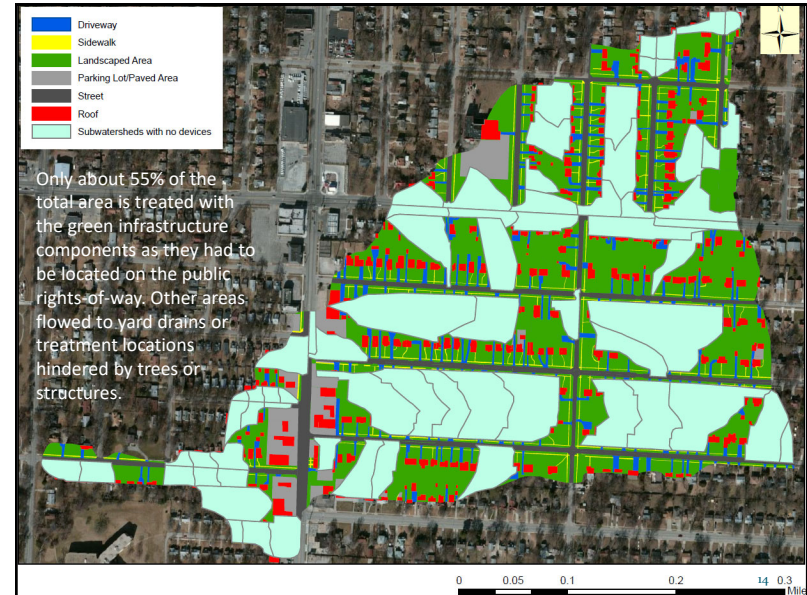 Driveway
Sidewalk
Landscaped Area
Parking Lot/Paved Area
Street
Roof
Subwatersheds with no devices
Only about 55% of the
total area is treated with
the green infrastructure
components as they had to
be located on the public
rights-of-way. Other areas
flowed to yard drains or
treatment locations
hindered by trees or
structures.
0 0.05 0.1 0.2 14 0.3
Mile